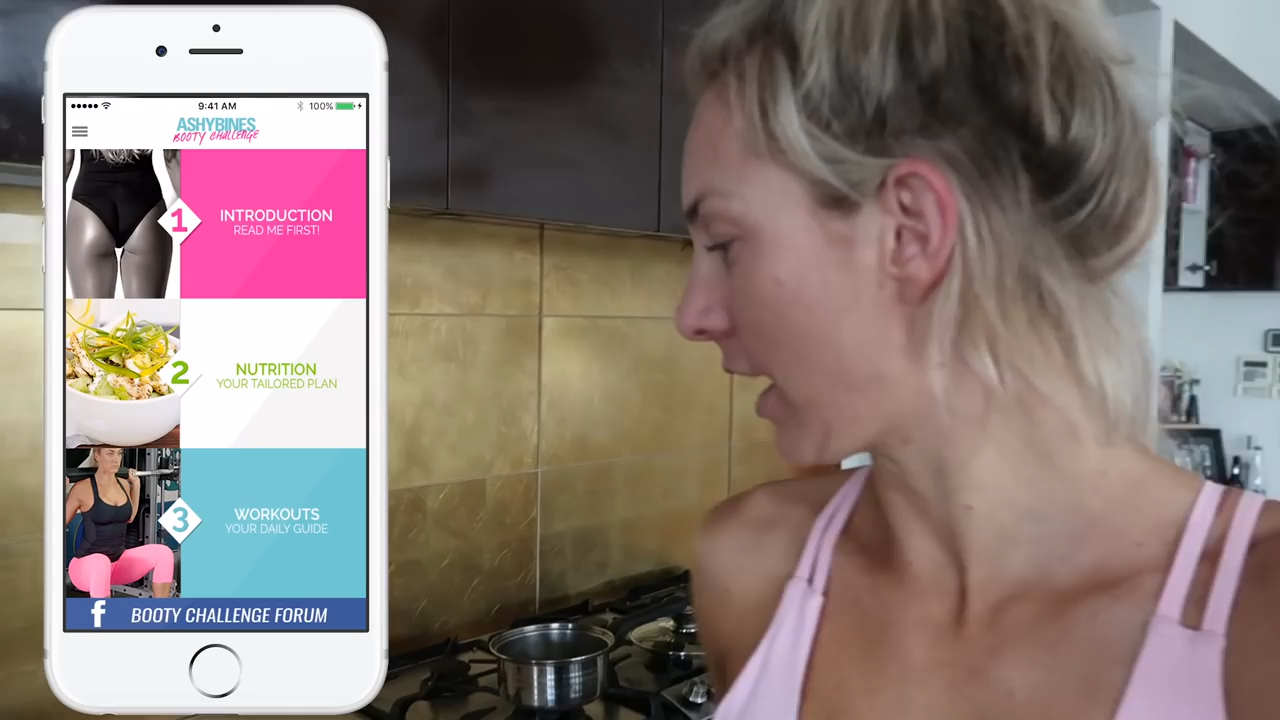 9:41 AM
100%
ASHYBINES
BOOTY CHALLENGE
1
INTRODUCTION
READ ME FIRST!
2
NUTRITION
YOUR TAILORED PLAN
3
WORKOUTS
YOUR DAILY GUIDE
f
BOOTY CHALLENGE FORUM